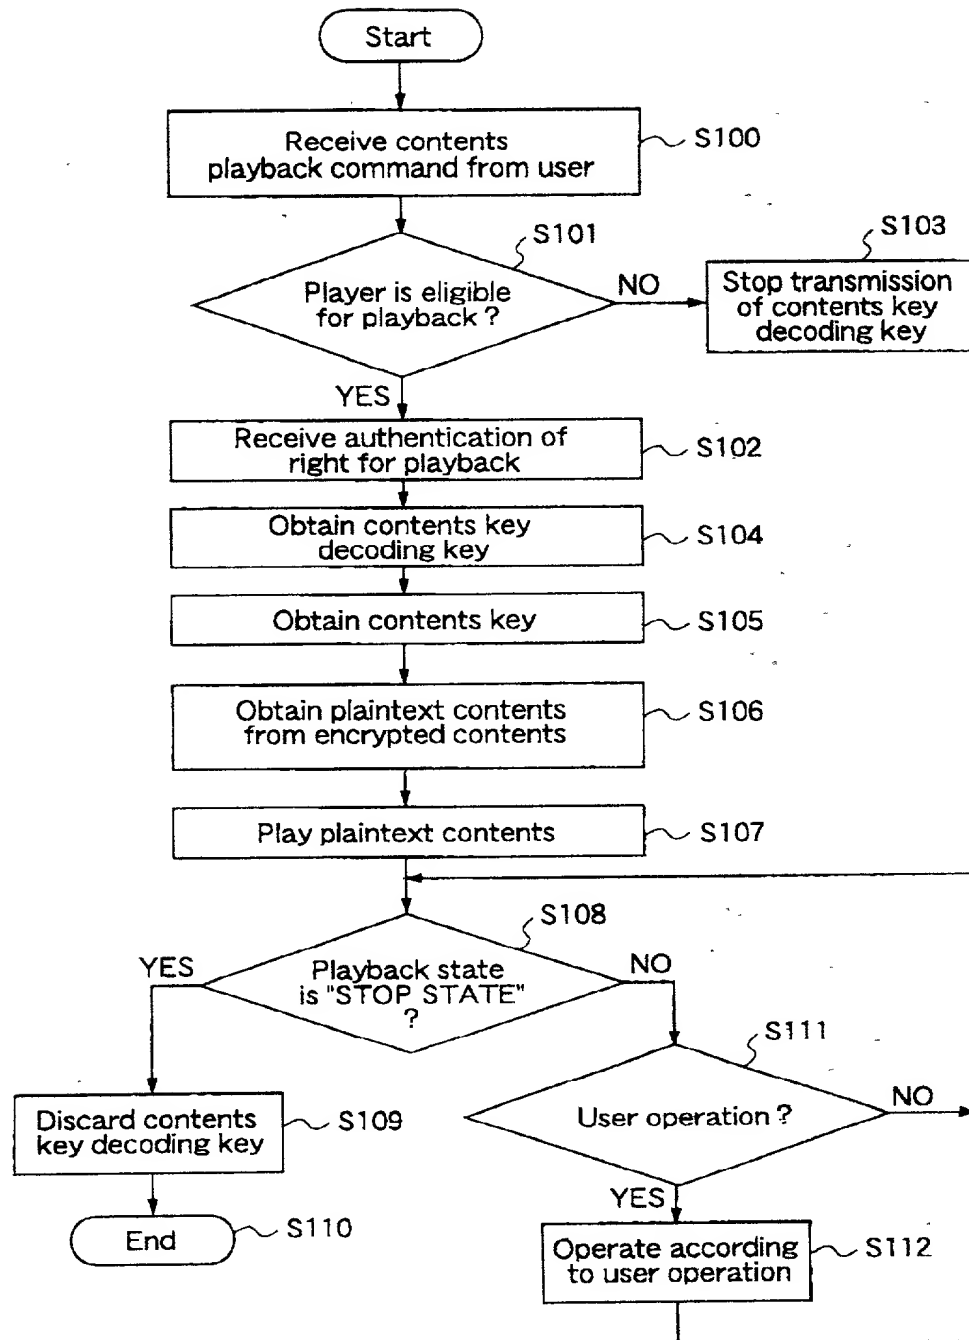 Start
Receive contents
playback command from user
S100
S101
Player is eligible
for playback ?
NO
S103
Stop transmission
of contents key
decoding key
YES
Receive authentication of
right for playback
S102
Obtain contents key
decoding key
S104
Obtain contents key
S105
Obtain plaintext contents
from encrypted contents
S106
Play plaintext contents
S107
S108
YES
Playback state
is "STOP STATE"
?
NO
S111
User operation ?
NO
Discard contents
key decoding key
S109
YES
End
S110
Operate according
to user operation
S112